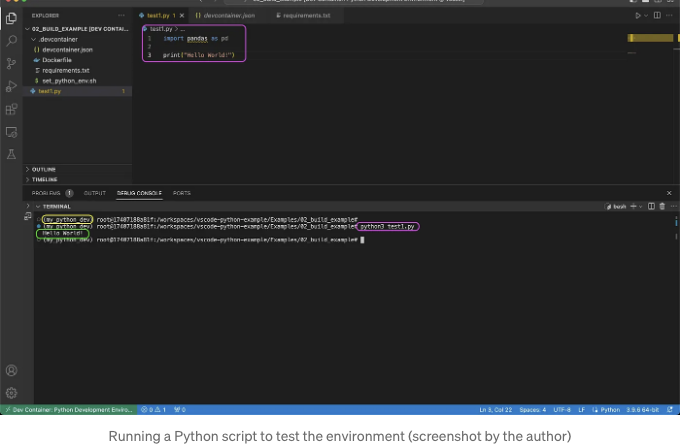 EXPLORER
test1.py 1 ×
{} devcontainer.json
requirements.txt
02_BUILD_EXAMPLE [DEV CONTAI...
.devcontainer
{} devcontainer.json
Dockerfile
requirements.txt
set_python_env.sh
test1.py 1
OUTLINE
TIMELINE
test1.py > ...
1 import pandas as pd
2
3 print("Hello World!")
PROBLEMS 1 OUTPUT DEBUG CONSOLE PORTS
TERMINAL
bash
(my_python_dev) root@17407188a81f:/workspaces/vscode-python-example/Examples/02_build_example#
(my_python_dev) root@17407188a81f:/workspaces/vscode-python-example/Examples/02_build_example# python3 test1.py
Hello World!
(my_python_dev) root@17407188a81f:/workspaces/vscode-python-example/Examples/02_build_example#
Dev Container: Python Development Enviro... 0 1 0 Ln 3, Col 22 Spaces: 4 UTF-8 LF Python 3.9.6 64-bit
Running a Python script to test the environment (screenshot by the author)